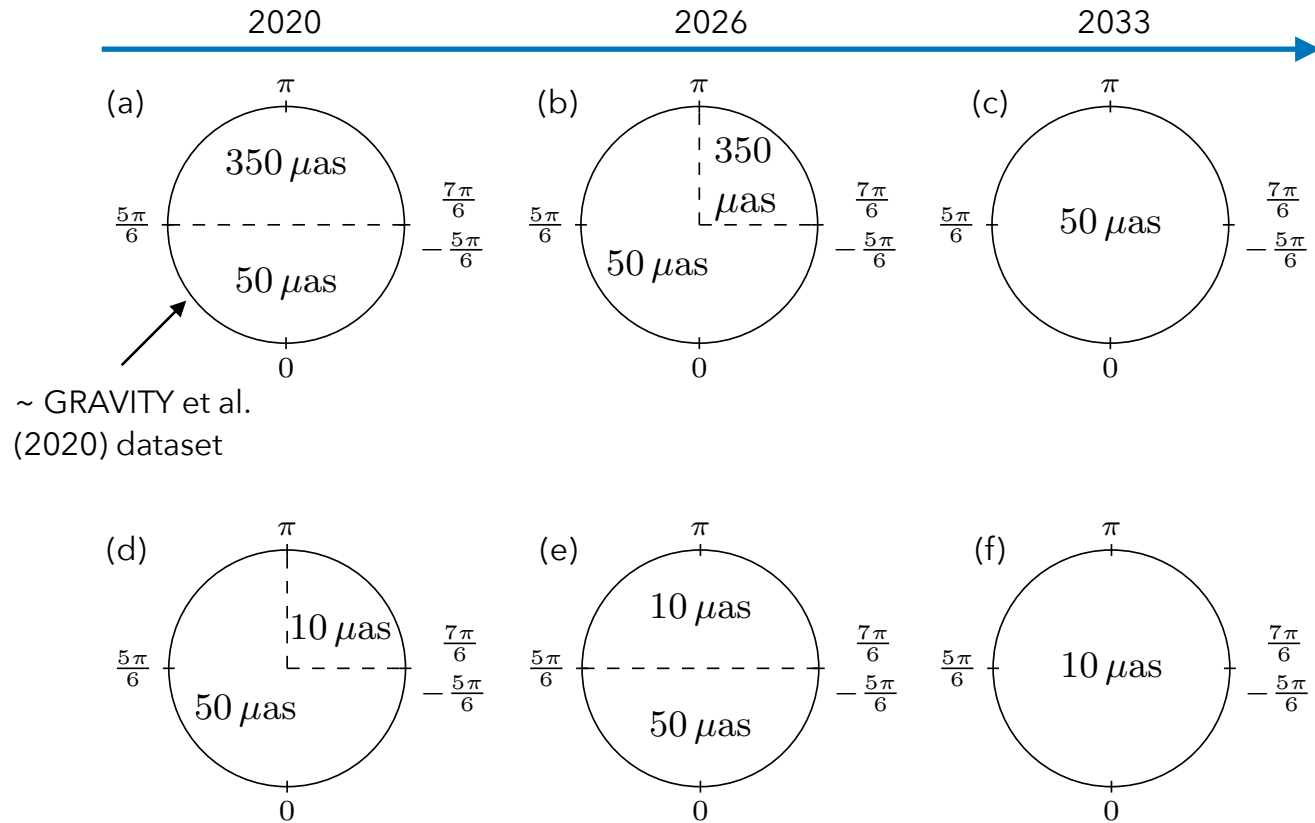 2020 2026 2033
(a) π (b) π (c) π
350 μas 350 50 μas
μas
5π/6 7π/6 5π/6 7π/6 5π/6 7π/6
−5π/6 −5π/6 −5π/6
50 μas 50 μas
0 0 0
~ GRAVITY et al.
(2020) dataset
(d) π (e) π (f) π
10 μas 10 μas 10 μas
5π/6 7π/6 5π/6 7π/6 5π/6 7π/6
−5π/6 −5π/6 −5π/6
50 μas 50 μas
0 0 0